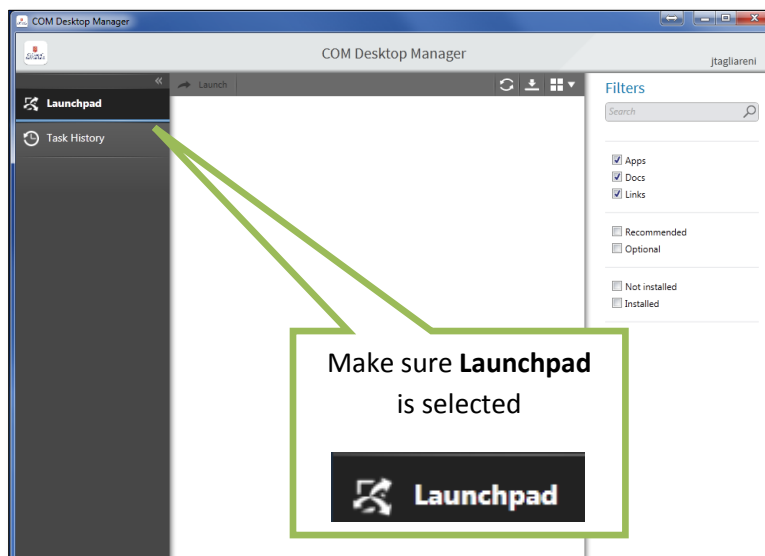 COM Desktop Manager
COM Desktop Manager
jtagliareni
Launch
Filters
Launchpad
Search
Task History
Apps
Docs
Links
Recommended
Optional
Not installed
Installed
Make sure Launchpad
is selected
Launchpad